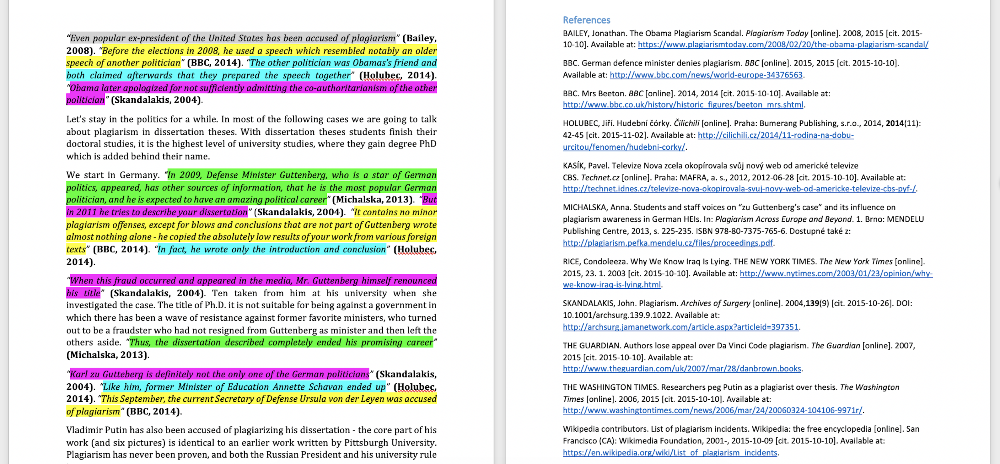 “Even popular ex-president of the United States has been accused of plagiarism” (Bailey,
2008). “Before the elections in 2008, he used a speech which resembled notably an older
speech of another politician” (BBC, 2014). “The other politician was Obamas’s friend and
both claimed afterwards that they prepared the speech together” (Holubec, 2014).
“Obama later apologized for not sufficiently admitting the co-authoritarianism of the other
politician” (Skandalakis, 2004).
Let’s stay in the politics for a while. In most of the following cases we are going to talk
about plagiarism in dissertation theses. With dissertation theses students finish their
doctoral studies, it is the highest level of university studies, where they gain degree PhD
which is added behind their name.
We start in Germany. “In 2009, Defense Minister Guttenberg, who is a star of German
politics, appeared, has other sources of information, that he is the most popular German
politician, and he is expected to have an amazing political career” (Michalska, 2013). “But
in 2011 he tries to describe your dissertation” (Skandalakis, 2004). “It contains no minor
plagiarism offenses, except for blows and conclusions that are not part of Guttenberg wrote
almost nothing alone - he copied the absolutely low results of your work from various foreign
texts” (BBC, 2014). “In fact, he wrote only the introduction and conclusion” (Holubec,
2014).
“When this fraud occurred and appeared in the media, Mr. Guttenberg himself renounced
his title” (Skandalakis, 2004). Ten taken from him at his university when she
investigated the case. The title of Ph.D. it is not suitable for being against a government in
which there has been a wave of resistance against former favorite ministers, who turned
out to be a fraudster who had not resigned from Guttenberg as minister and then left the
others aside. “Thus, the dissertation described completely ended his promising career”
(Michalska, 2013).
“Karl zu Gutteberg is definitely not the only one of the German politicians” (Skandalakis,
2004). “Like him, former Minister of Education Annette Schavan ended up” (Holubec,
2014). “This September, the current Secretary of Defense Ursula von der Leyen was accused
of plagiarism” (BBC, 2014).
Vladimir Putin has also been accused of plagiarizing his dissertation - the core part of his
work (and six pictures) is identical to an earlier work written by Pittsburgh University.
Plagiarism has never been proven, and both the Russian President and his university rule
References
BAILEY, Jonathan. The Obama Plagiarism Scandal. Plagiarism Today [online]. 2008, 2015 [cit. 2015-
10-10]. Available at: https://www.plagiarismtoday.com/2008/02/20/the-obama-plagiarism-scandal/
BBC. German defence minister denies plagiarism. BBC [online]. 2015, 2015 [cit. 2015-10-10].
Available at: http://www.bbc.com/news/world-europe-34376563.
BBC. Mrs Beeton. BBC [online]. 2014, 2014 [cit. 2015-10-10]. Available at:
http://www.bbc.co.uk/history/historic_figures/beeton_mrs.shtml.
HOLUBEC, Jiří. Hudební čórky. Čilichili [online]. Praha: Bumerang Publishing, s.r.o., 2014, 2014(11):
42-45 [cit. 2015-11-02]. Available at: http://cilichili.cz/2014/11-rodina-na-dobu-
urcitou/fenomen/hudebni-corky/.
KASÍK, Pavel. Televize Nova zcela okopírovala svůj nový web od americké televize
CBS. Technet.cz [online]. Praha: MAFRA, a. s., 2012, 2012-06-28 [cit. 2015-10-10]. Available at:
http://technet.idnes.cz/televize-nova-okopirovala-svuj-novy-web-od-americke-televize-cbs-pyf-/.
MICHALSKA, Anna. Students and staff voices on “zu Guttenberg’s case” and its influence on
plagiarism awareness in German HEIs. In: Plagiarism Across Europe and Beyond. 1. Brno: MENDELU
Publishing Centre, 2013, s. 225-235. ISBN 978-80-7375-765-6. Dostupné také z:
http://plagiarism.pefka.mendelu.cz/files/proceedings.pdf.
RICE, Condoleeza. Why We Know Iraq Is Lying. THE NEW YORK TIMES. The New York Times [online].
2015, 23. 1. 2003 [cit. 2015-10-10]. Available at: http://www.nytimes.com/2003/01/23/opinion/why-
we-know-iraq-is-lying.html.
SKANDALAKIS, John. Plagiarism. Archives of Surgery [online]. 2004,139(9) [cit. 2015-10-26]. DOI:
10.1001/archsurg.139.9.1022. Available at:
http://archsurg.jamanetwork.com/article.aspx?articleid=397351.
THE GUARDIAN. Authors lose appeal over Da Vinci Code plagiarism. The Guardian [online]. 2007,
2015 [cit. 2015-10-10]. Available at:
http://www.theguardian.com/uk/2007/mar/28/danbrown.books.
THE WASHINGTON TIMES. Researchers peg Putin as a plagiarist over thesis. The Washington
Times [online]. 2006, 2015 [cit. 2015-10-10]. Available at:
http://www.washingtontimes.com/news/2006/mar/24/20060324-104106-9971r/.
Wikipedia contributors. List of plagiarism incidents. Wikipedia: the free encyclopedia [online]. San
Francisco (CA): Wikimedia Foundation, 2001-, 2015-10-09 [cit. 2015-10-10]. Available at:
https://en.wikipedia.org/wiki/List_of_plagiarism_incidents.